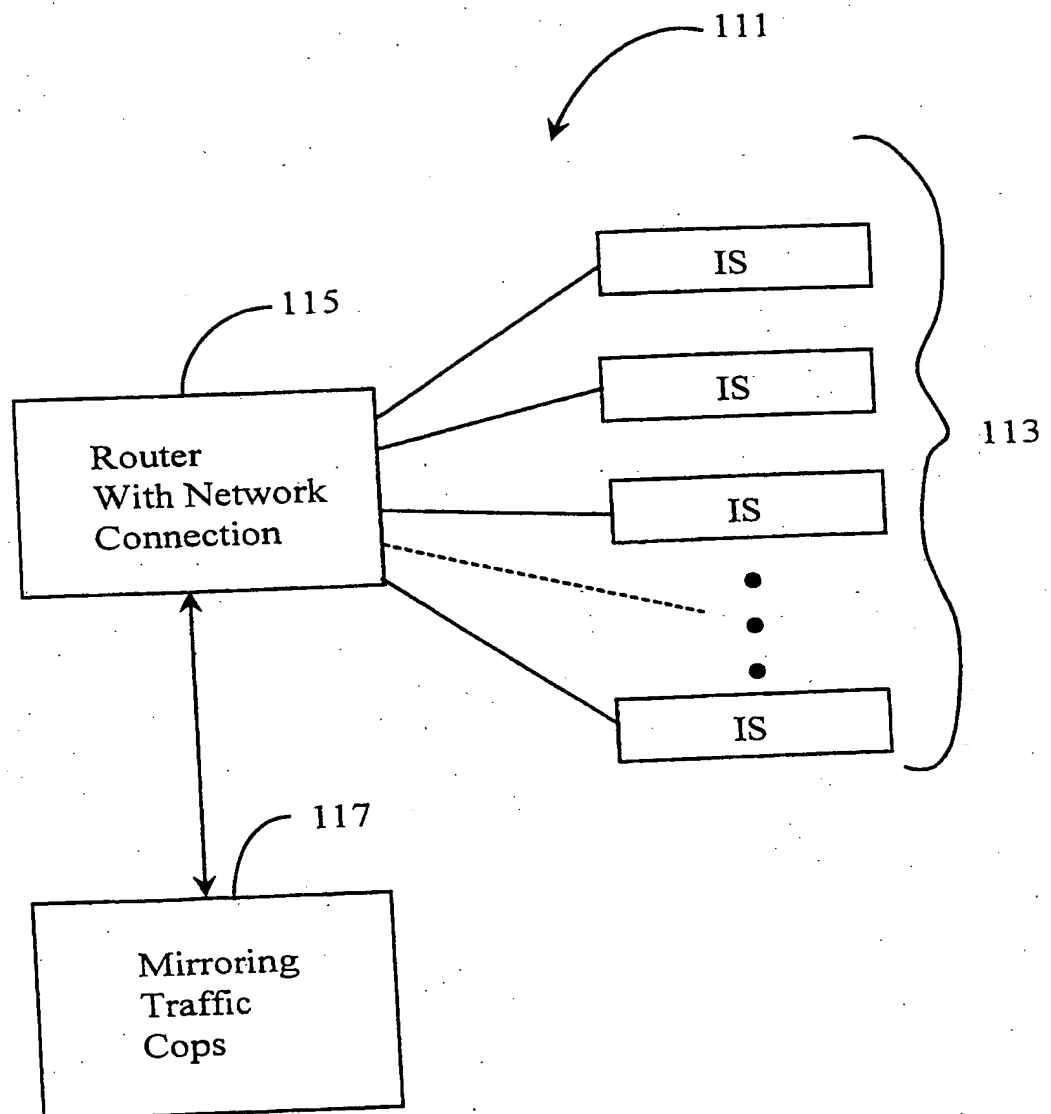 111
IS
115
IS
113
Router
With Network
Connection
IS
IS
117
Mirroring
Traffic
Cops